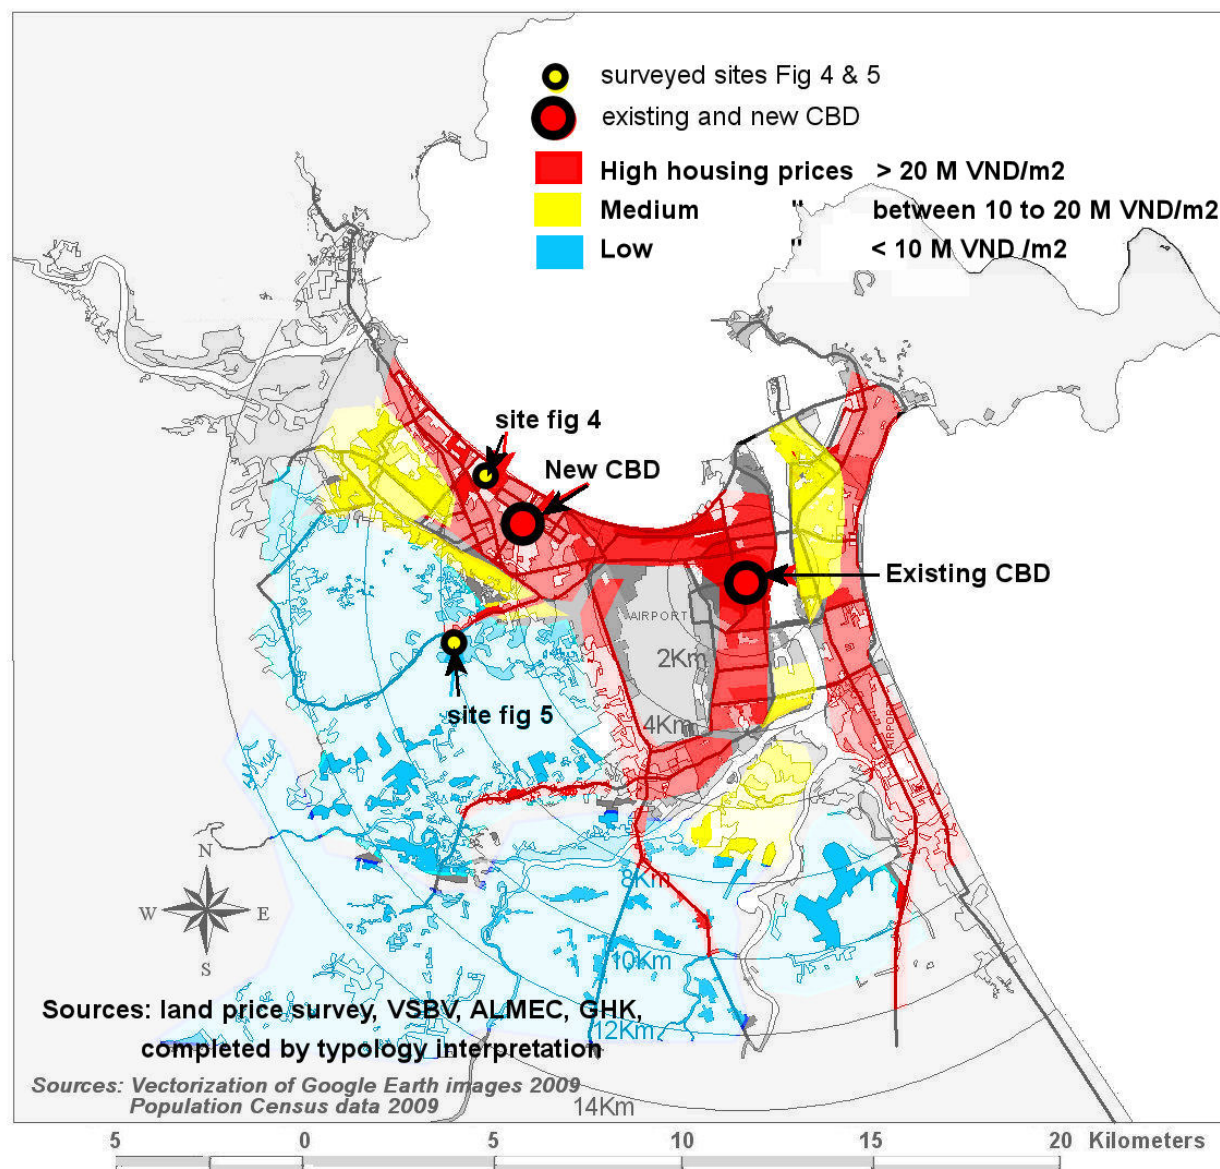 surveyed sites Fig 4 & 5
existing and new CBD
High housing prices > 20 M VND/m2
Medium " between 10 to 20 M VND/m2
Low " < 10 M VND /m2
site fig 4
New CBD
Existing CBD
AIRPORT
2Km
site fig 5
4Km
AIRPORT
N
8Km
W E
10Km
S
Sources: land price survey, VSBV, ALMEC, GHK,
12Km
completed by typology interpretation
Sources: Vectorization of Google Earth images 2009
Population Census data 2009
14Km
5 0 5 10 15 20 Kilometers